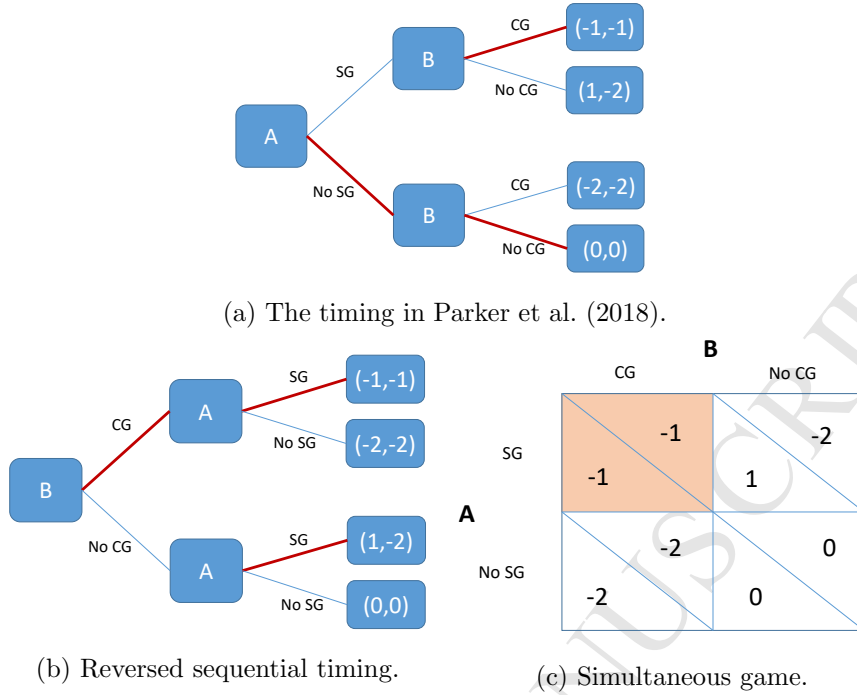 CG
(-1,-1)
SG
B
No CG
(1,-2)
A
No SG
CG
(-2,-2)
B
No CG
(0,0)
(a) The timing in Parker et al. (2018).
SG
(-1,-1)
CG
A
No SG
(-2,-2)
B
No CG
SG
(1,-2)
A
No SG
(0,0)
(b) Reversed sequential timing.
B
CG
No CG
-1
-2
SG
-1
1
A
-2
0
No SG
-2
0
(c) Simultaneous game.